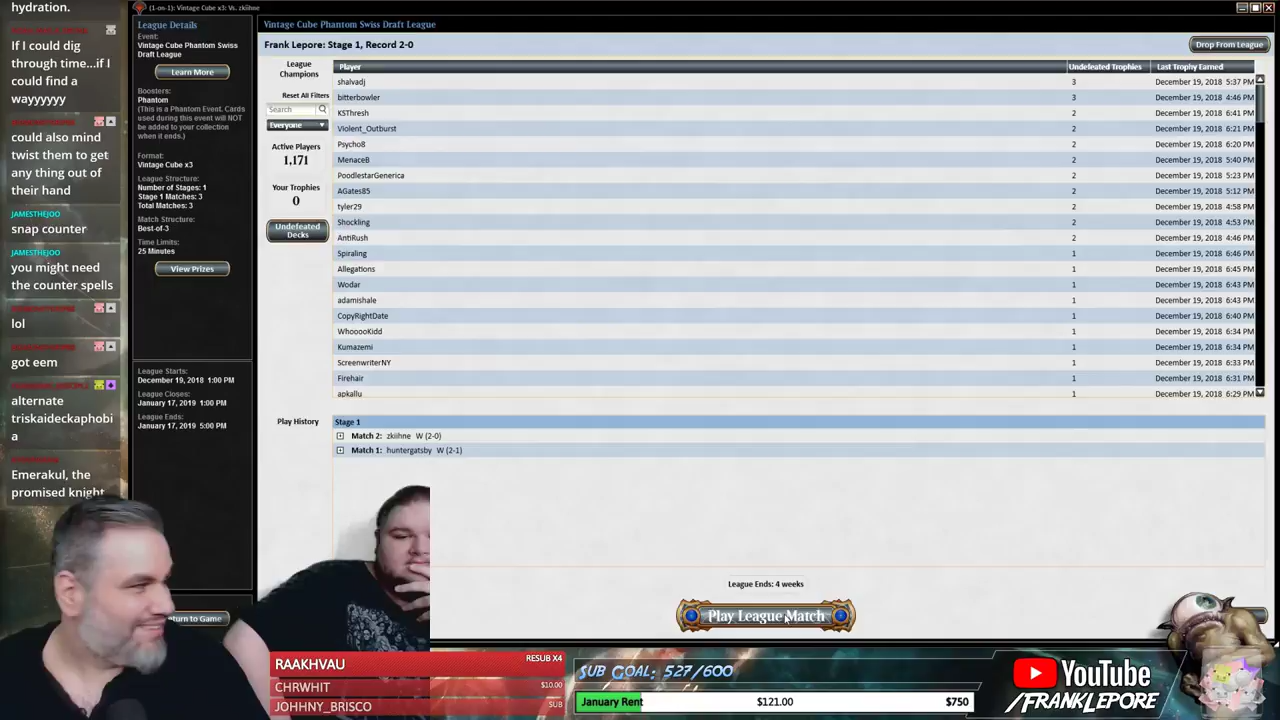 hydration.
If I could dig
through time...if I
could find a
wayyyyyy
could also mind
twist them to get
any thing out of
their hand
JAMESTHEJOO
snap counter
JAMESTHEJOO
you might need
the counter spells
lol
got eem
alternate
triskaideckaphobi
a
Emerakul, the
promised knight
(1-on-1): Vintage Cube x3: Vs. zkiihne
League Details
Event:
Vintage Cube Phantom Swiss
Draft League
Learn More
Boosters:
Phantom
(This is a Phantom Event. Cards
used during this event will NOT
be added to your collection
when it ends.)
Format:
Vintage Cube x3
League Structure:
Number of Stages: 1
Stage 1 Matches: 3
Total Matches: 3
Match Structure:
Best-of-3
Time Limits:
25 Minutes
View Prizes
League Starts:
December 19, 2018 1:00 PM
League Closes:
January 17, 2019 1:00 PM
League Ends:
January 17, 2019 5:00 PM
turn to Game
Vintage Cube Phantom Swiss Draft League
Frank Lepore: Stage 1, Record 2-0
Drop From League
League
Champions
Reset All Filters
Search
Everyone
Active Players
1,171
Your Trophies
0
Undefeated
Decks
Player Undefeated Trophies Last Trophy Earned
shalvadj 3 December 19, 2018 5:37 PM
bitterbowler 3 December 19, 2018 4:46 PM
KSThresh 2 December 19, 2018 6:41 PM
Violent_Outburst 2 December 19, 2018 6:21 PM
Psycho8 2 December 19, 2018 6:20 PM
MenaceB 2 December 19, 2018 5:40 PM
PoodlestarGenerica 2 December 19, 2018 5:23 PM
AGates85 2 December 19, 2018 5:12 PM
tyler29 2 December 19, 2018 4:58 PM
Shockling 2 December 19, 2018 4:53 PM
AntiRush 2 December 19, 2018 4:46 PM
Spiraling 1 December 19, 2018 6:46 PM
Allegations 1 December 19, 2018 6:45 PM
Wodar 1 December 19, 2018 6:43 PM
adamishale 1 December 19, 2018 6:43 PM
CopyRightDate 1 December 19, 2018 6:40 PM
WhooooKidd 1 December 19, 2018 6:34 PM
Kumazemi 1 December 19, 2018 6:34 PM
ScreenwriterNY 1 December 19, 2018 6:33 PM
Firehair 1 December 19, 2018 6:31 PM
apkallu 1 December 19, 2018 6:29 PM
Play History
Stage 1
Match 2: zkiihne W (2-0)
Match 1: huntergatsby W (2-1)
League Ends: 4 weeks
Play League Match
RAAKHVAU RESUB X4
CHRWHIT $10.00
JOHHNY_BRISCO SUB
SUB GOAL: 527/600
January Rent $121.00 $750
YouTube
/FRANKLEPORE